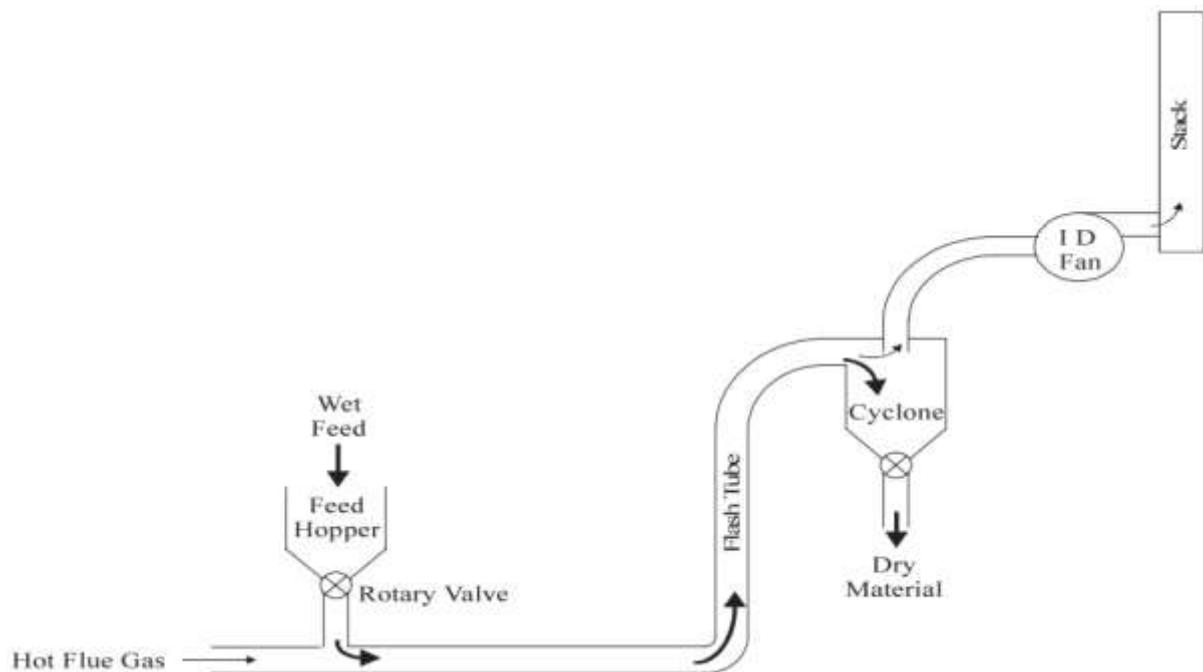 Stack
I D
Fan
Wet
Feed
Cyclone
Feed
Hopper
Flash Tube
Dry
Material
Rotary Valve
Hot Flue Gas